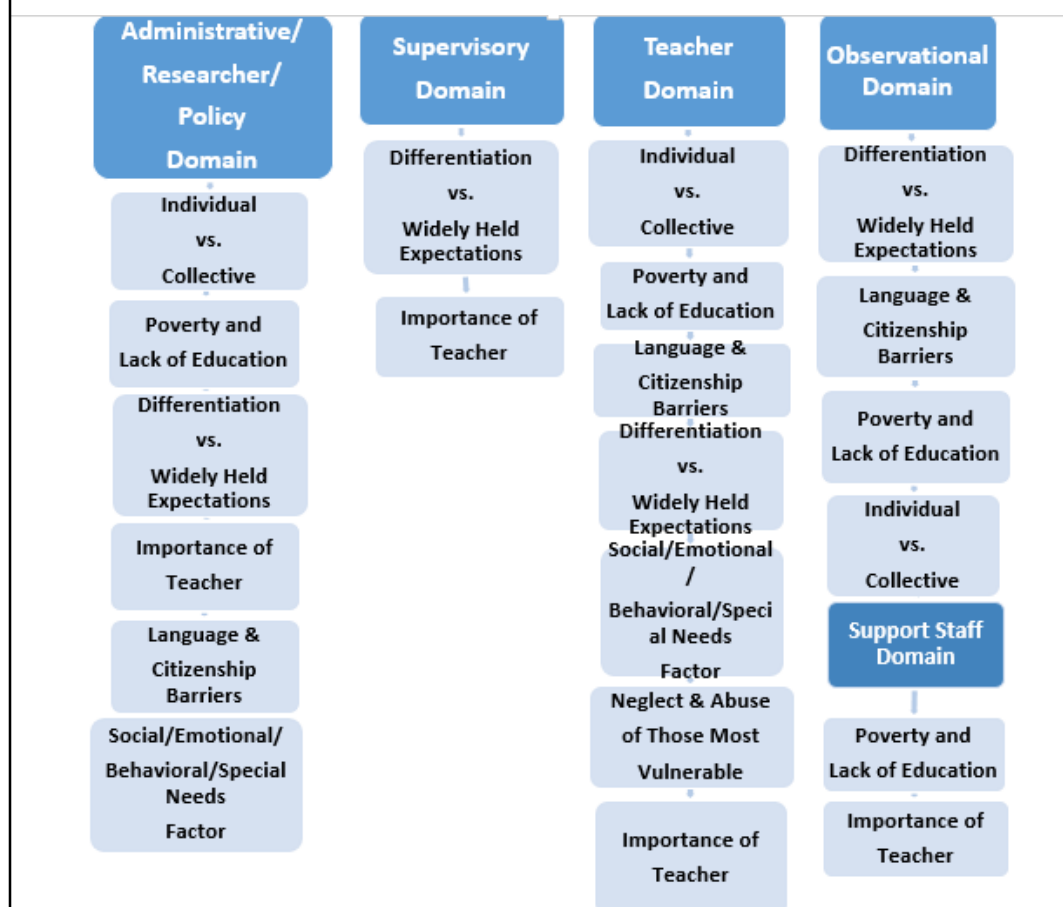 Administrative/
Researcher/
Policy
Domain
Individual
vs.
Collective
Poverty and
Lack of Education
Differentiation
vs.
Widely Held
Expectations
Importance of
Teacher
Language &
Citizenship
Barriers
Social/Emotional/
Behavioral/Special
Needs
Factor
Supervisory
Domain
Differentiation
vs.
Widely Held
Expectations
Importance of
Teacher
Teacher
Domain
Individual
vs.
Collective
Poverty and
Lack of Education
Language &
Citizenship
Barriers
Differentiation
vs.
Widely Held
Expectations
Social/Emotional
/
Behavioral/Speci
al Needs
Factor
Neglect & Abuse
of Those Most
Vulnerable
Importance of
Teacher
Observational
Domain
Differentiation
vs.
Widely Held
Expectations
Language &
Citizenship
Barriers
Poverty and
Lack of Education
Individual
vs.
Collective
Support Staff
Domain
Poverty and
Lack of Education
Importance of
Teacher